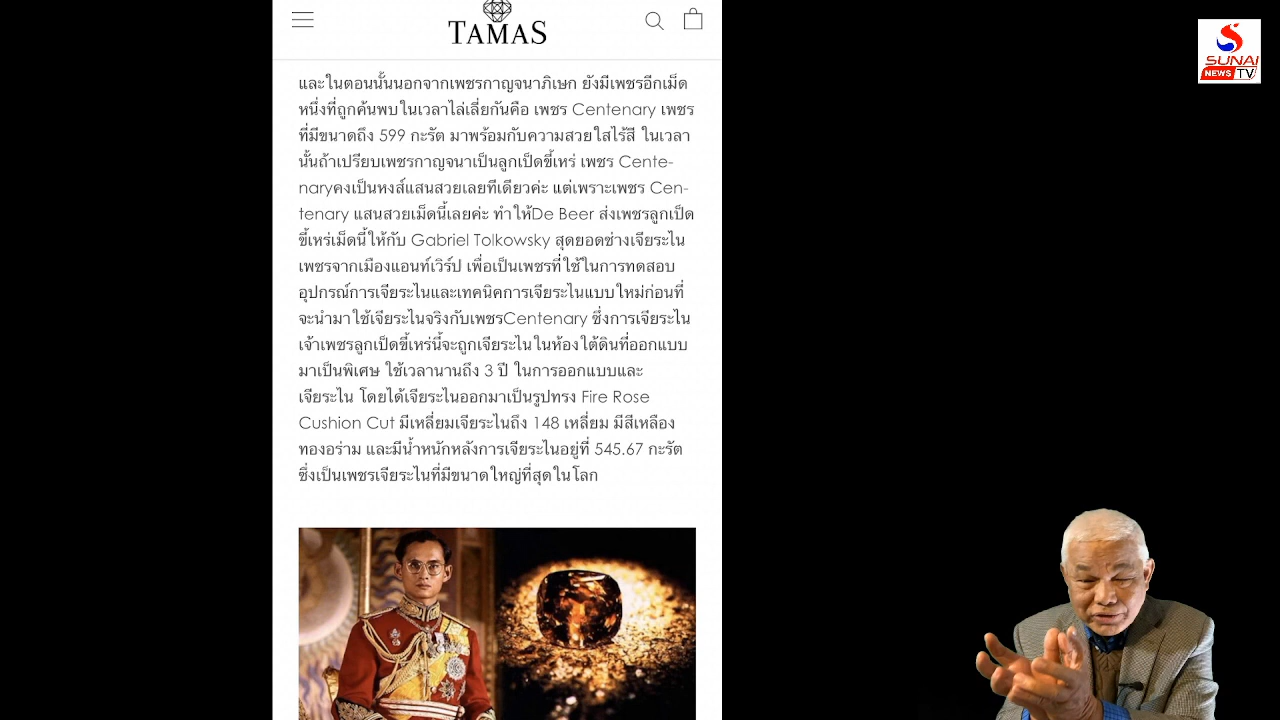 TAMAS
SUNAI
NEWS TV
และในตอนนั้นนอกจากเพชรกาญจนาภิเษก ยังมีเพชรอีกเม็ด
หนึ่งที่ถูกค้นพบในเวลาไล่เลี่ยกันคือ เพชร Centenary เพชร
ที่มีขนาดถึง 599 กะรัต มาพร้อมกับความสวยใสไร้สี ในเวลา
นั้นถ้าเปรียบเพชรกาญจนาเป็นลูกเป็ดขี้เหร่ เพชร Cente-
naryคงเป็นหงส์แสนสวยเลยทีเดียวค่ะ แต่เพราะเพชร Cen-
tenary แสนสวยเม็ดนี้เลยค่ะ ทำให้De Beer ส่งเพชรลูกเป็ด
ขี้เหร่เม็ดนี้ให้กับ Gabriel Tolkowsky สุดยอดช่างเจียระไน
เพชรจากเมืองแอนท์เวิร์ป เพื่อเป็นเพชรที่ใช้ในการทดสอบ
อุปกรณ์การเจียระไนและเทคนิคการเจียระไนแบบใหม่ก่อนที่
จะนำมาใช้เจียระไนจริงกับเพชรCentenary ซึ่งการเจียระไน
เจ้าเพชรลูกเป็ดขี้เหร่นี้จะถูกเจียระไนในห้องใต้ดินที่ออกแบบ
มาเป็นพิเศษ ใช้เวลานานถึง 3 ปี ในการออกแบบและ
เจียระไน โดยได้เจียระไนออกมาเป็นรูปทรง Fire Rose
Cushion Cut มีเหลี่ยมเจียระไนถึง 148 เหลี่ยม มีสีเหลือง
ทองอร่าม และมีน้ำหนักหลังการเจียระไนอยู่ที่ 545.67 กะรัต
ซึ่งเป็นเพชรเจียระไนที่มีขนาดใหญ่ที่สุดในโลก